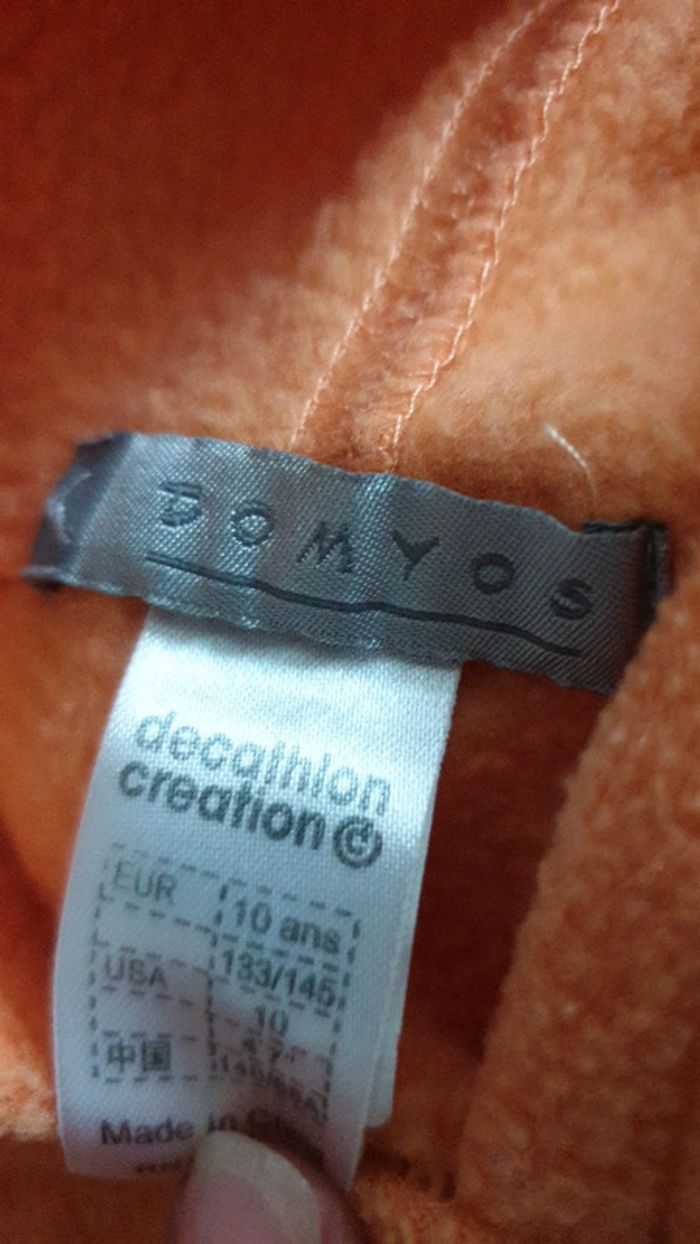 DOMYOS
decathlon
creation
EUR 10 ans
133/145
USA 10
中国
Made in